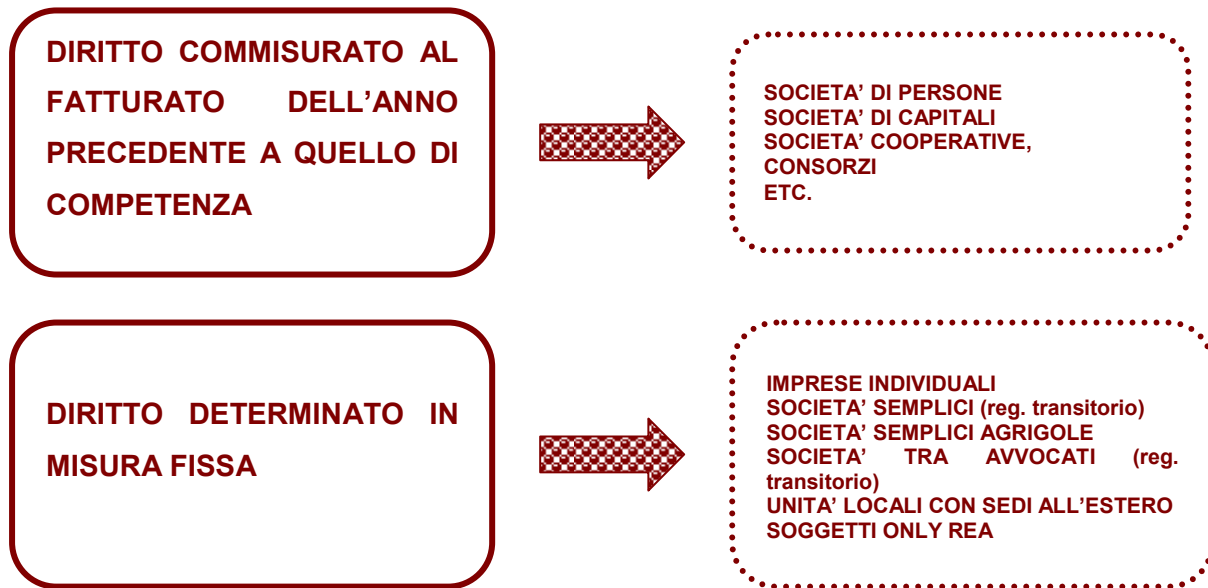 DIRITTO COMMISURATO AL
FATTURATO DELL'ANNO
PRECEDENTE A QUELLO DI
COMPETENZA
SOCIETA' DI PERSONE
SOCIETA' DI CAPITALI
SOCIETA' COOPERATIVE,
CONSORZI
ETC.
DIRITTO DETERMINATO IN
MISURA FISSA
IMPRESE INDIVIDUALI
SOCIETA' SEMPLICI (reg. transitorio)
SOCIETA' SEMPLICI AGRIGOLE
SOCIETA' TRA AVVOCATI (reg.
transitorio)
UNITA' LOCALI CON SEDI ALL'ESTERO
SOGGETTI ONLY REA